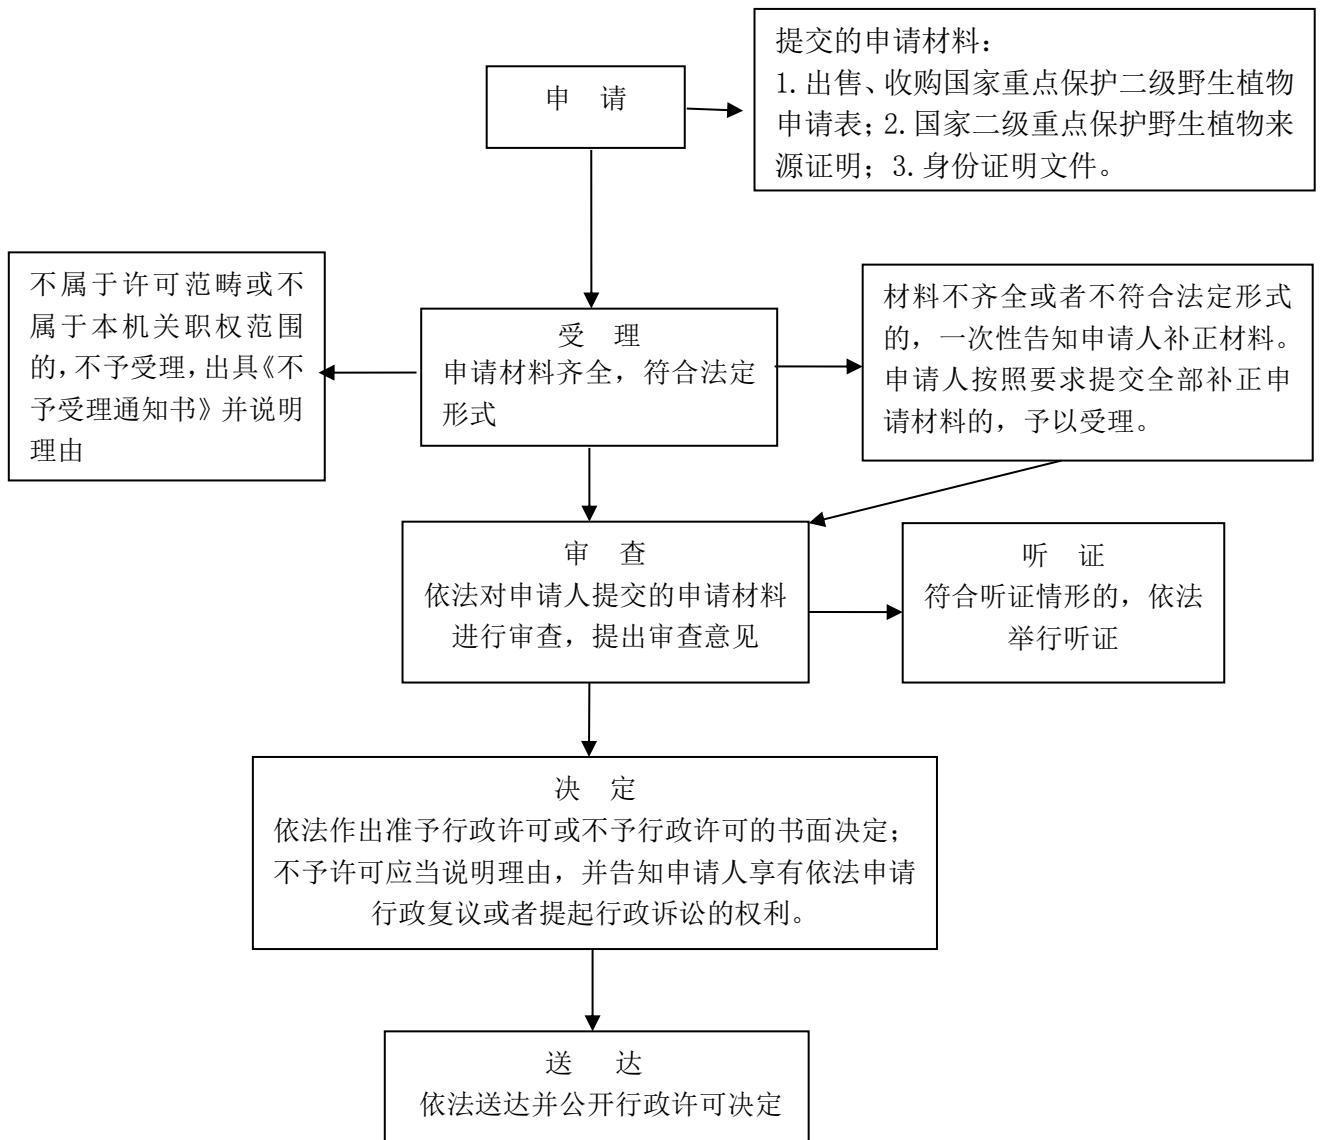 申 请
提交的申请材料：
1. 出售、收购国家重点保护二级野生植物
申请表；2. 国家二级重点保护野生植物来
源证明；3. 身份证明文件。
不属于许可范畴或不
属于本机关职权范围
的，不予受理，出具《不
予受理通知书》并说明
理由
受 理
申请材料齐全，符合法定
形式
材料不齐全或者不符合法定形式
的，一次性告知申请人补正材料。
申请人按照要求提交全部补正申
请材料的，予以受理。
审 查
依法对申请人提交的申请材料
进行审查，提出审查意见
听 证
符合听证情形的，依法
举行听证
决 定
依法作出准予行政许可或不予行政许可的书面决定；
不予许可应当说明理由，并告知申请人享有依法申请
行政复议或者提起行政诉讼的权利。
送 达
依法送达并公开行政许可决定